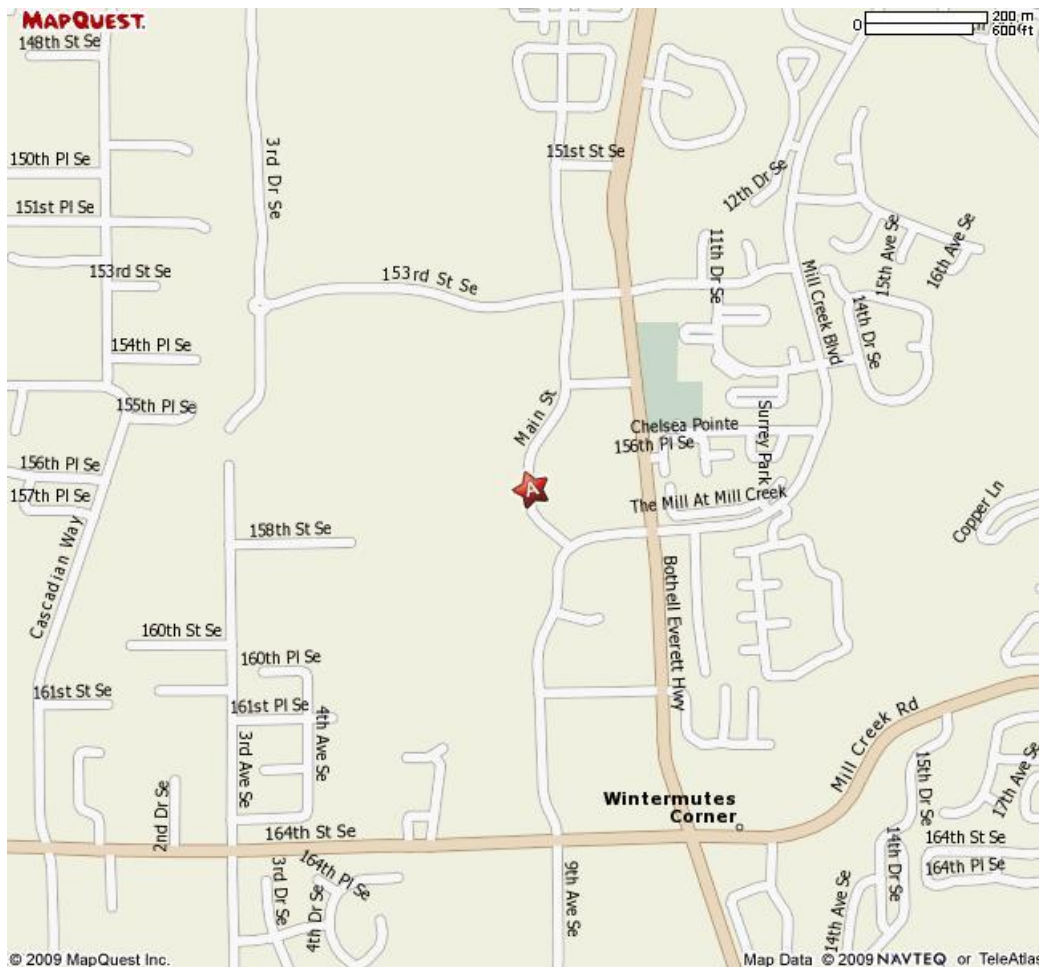 MAPQUEST.
0
200 m
600 ft
148th St Se
3rd Dr Se
150th Pl Se
151st St Se
12th Dr Se
151st Pl Se
15th Ave Se
16th Ave Se
11th Dr Se
153rd St Se
153rd St Se
Mill Creek Blvd
14th Dr Se
154th Pl Se
155th Pl Se
Main St
Surrey Park
Chelsea Pointe
156th Pl Se
156th Pl Se
157th Pl Se
A
The Mill At Mill Creek
Copper Ln
158th St Se
Cascadian Way
Bothell Everett Hwy
160th St Se
160th Pl Se
161st St Se
161st Pl Se
4th Ave Se
3rd Ave Se
Mill Creek Rd
15th Dr Se
17th Ave Se
2nd Dr Se
Wintermutes
Corner
164th St Se
164th St Se
164th Pl Se
164th Pl Se
3rd Dr Se
4th Dr Se
9th Ave Se
14th Ave Se
14th Dr Se
© 2009 MapQuest Inc.
Map Data © 2009 NAVTEQ or TeleAtlas